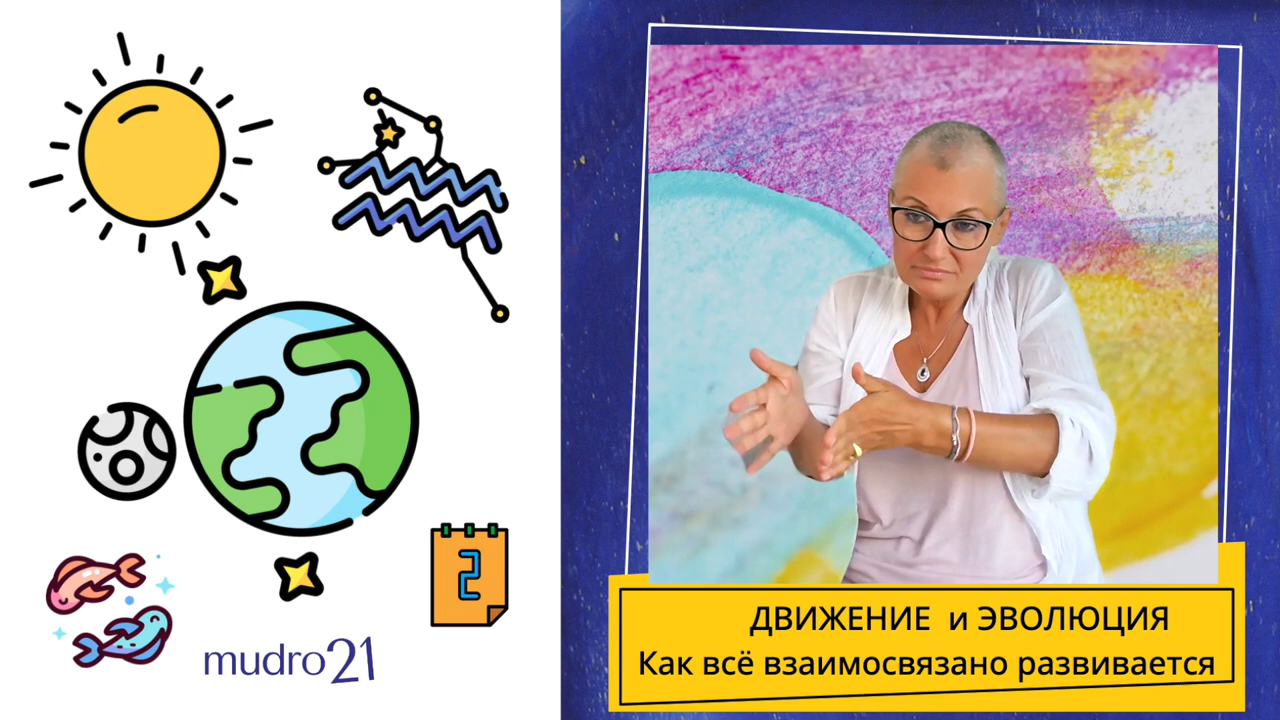 2
mudro21
ДВИЖЕНИЕ и ЭВОЛЮЦИЯ
Как всё взаимосвязано развивается